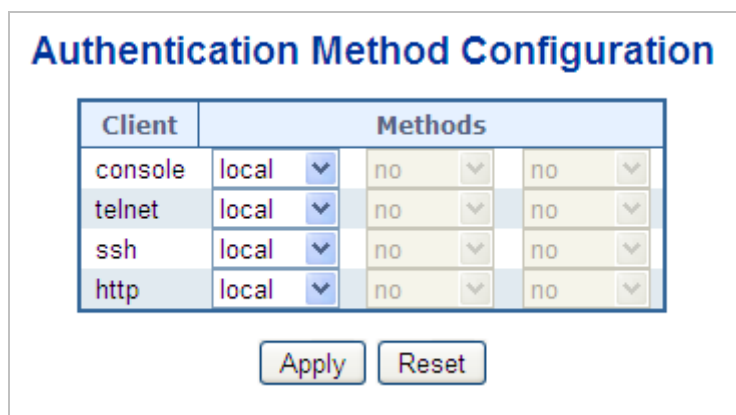 Authentication Method Configuration
Client Methods
console local no no
telnet local no no
ssh local no no
http local no no
Apply Reset